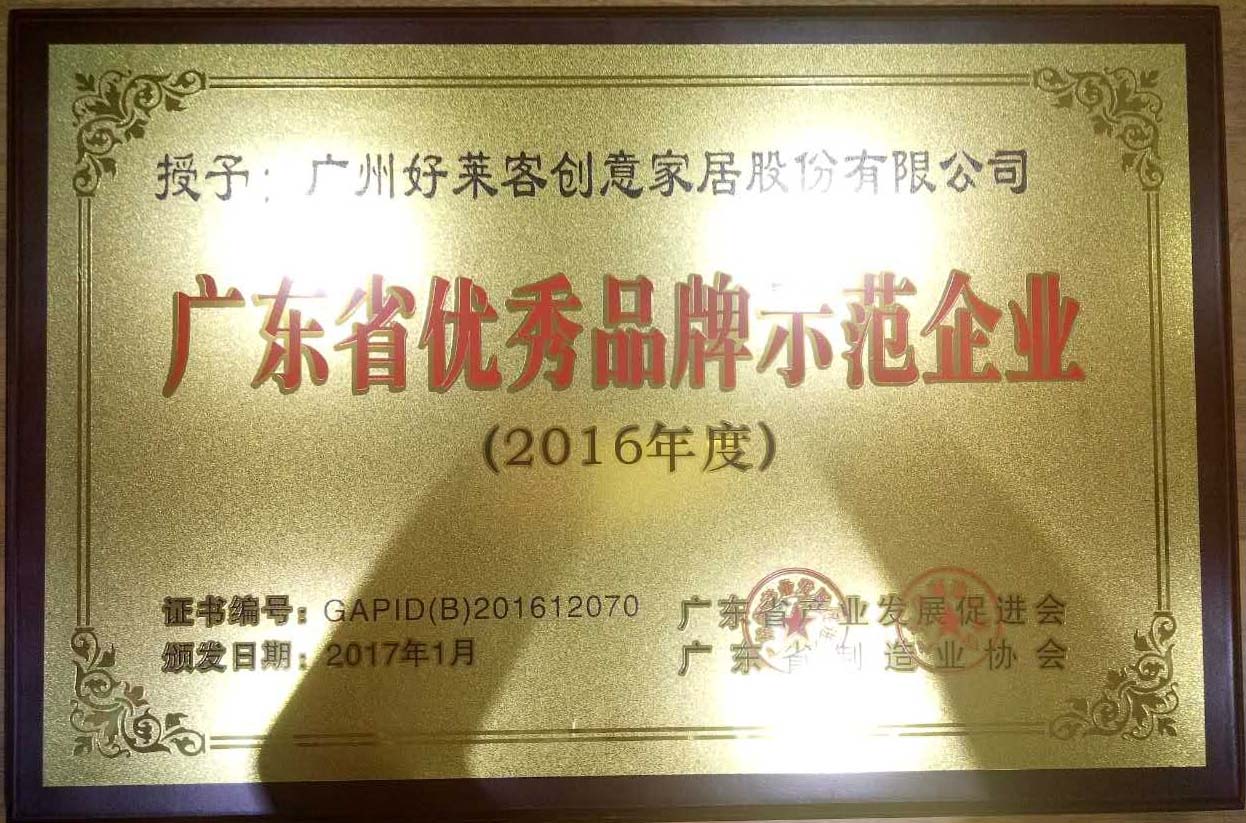 授予：广州好莱客创意家居股份有限公司
广东省优秀品牌示范企业
(2016年度)
证书编号：GAPID(B)201612070
颁发日期：2017年1月
广东省产业发展促进会
广东省制造业协会